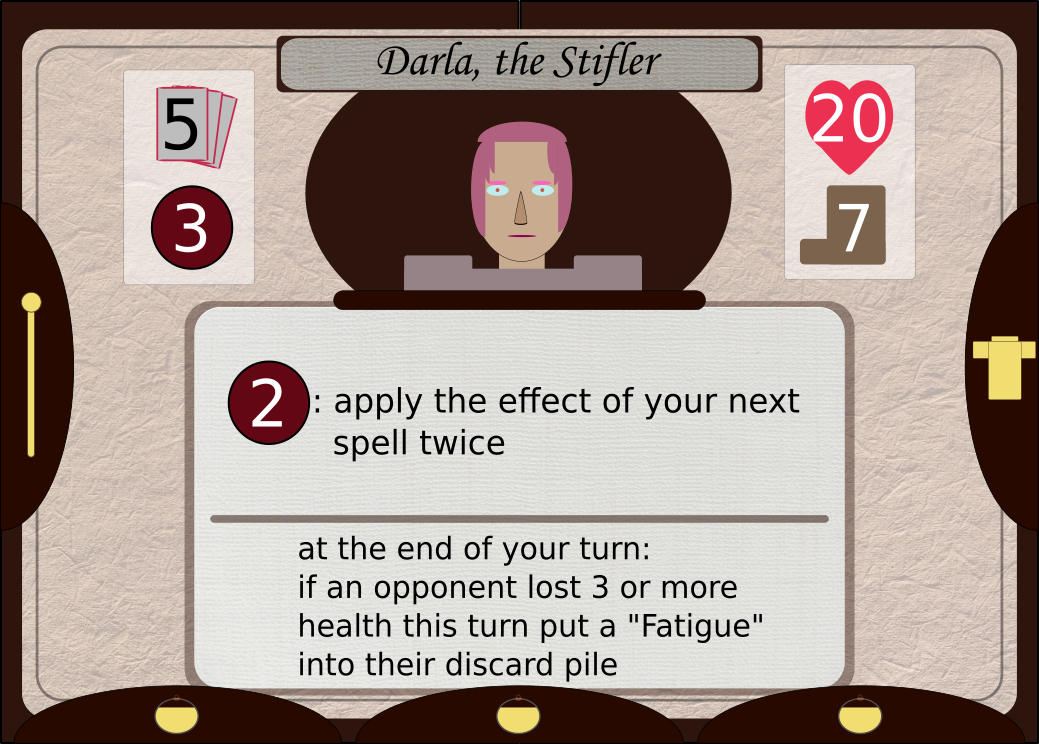 Darla, the Stifler
5
20
3
7
2 : apply the effect of your next
spell twice
at the end of your turn:
if an opponent lost 3 or more
health this turn put a "Fatigue"
into their discard pile